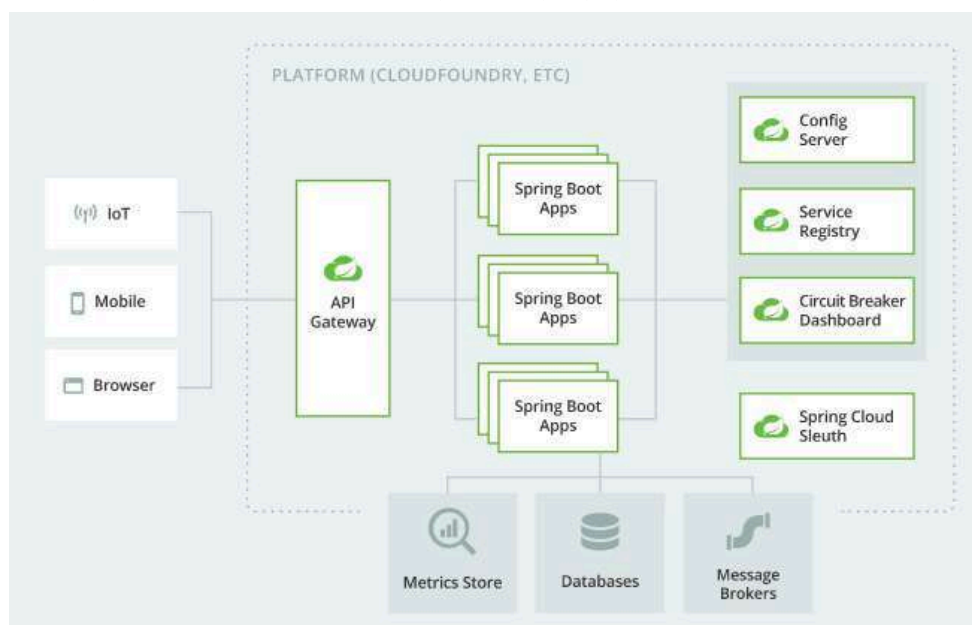 PLATFORM (CLOUDFOUNDRY, ETC)
IoT
Mobile
Browser
API
Gateway
Spring Boot
Apps
Spring Boot
Apps
Spring Boot
Apps
Config
Server
Service
Registry
Circuit Breaker
Dashboard
Spring Cloud
Sleuth
Metrics Store
Databases
Message
Brokers